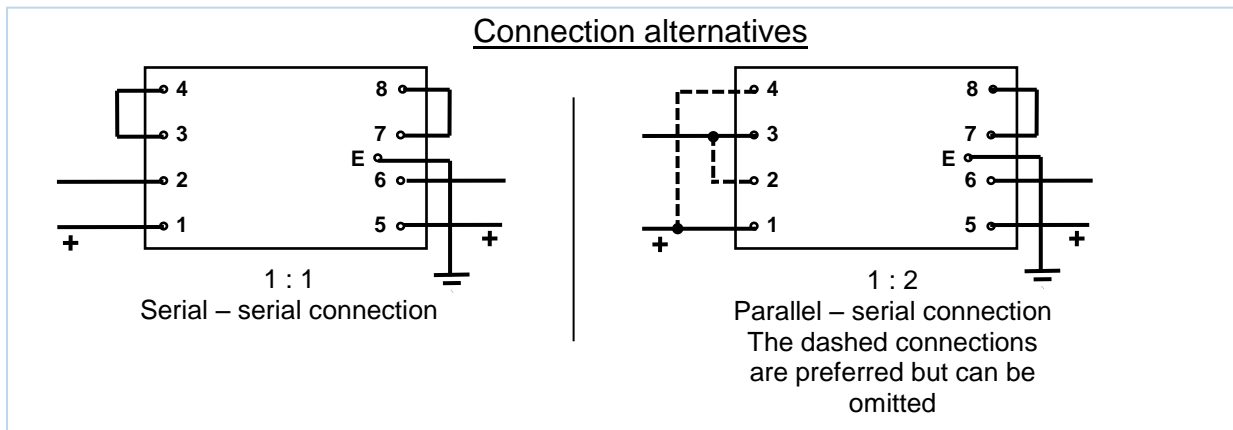 Connection alternatives
4
3
2
1
+
8
7
E
6
5
+
1 : 1
Serial – serial connection
4
3
2
1
+
8
7
E
6
5
+
1 : 2
Parallel – serial connection
The dashed connections
are preferred but can be
omitted